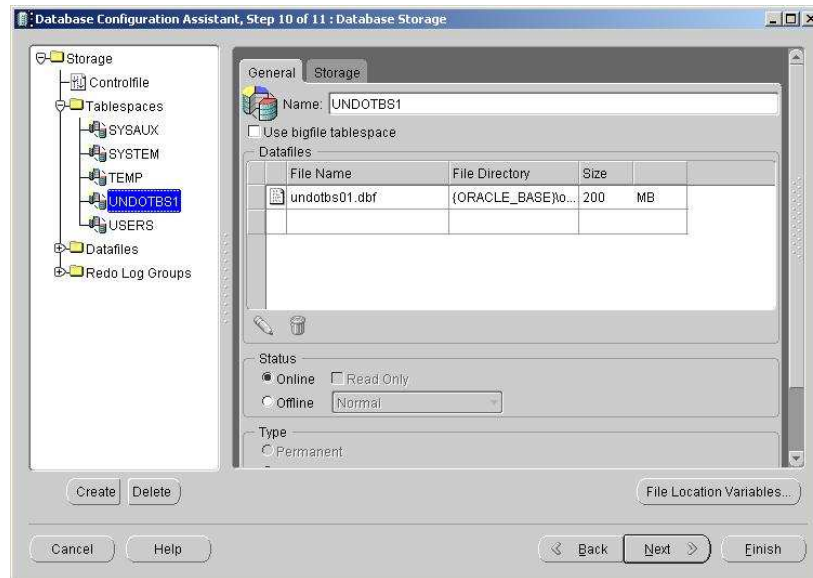 Database Configuration Assistant, Step 10 of 11 : Database Storage
Storage
Controlfile
Tablespaces
SYSAUX
SYSTEM
TEMP
UNDOTBS1
USERS
Datafiles
Redo Log Groups
General Storage
Name: UNDOTBS1
Use bigfile tablespace
Datafiles
File Name File Directory Size
undotbs01.dbf {ORACLE_BASE}\o... 200 MB
Status
Online Read Only
Offline Normal
Type
Permanent
Create Delete
File Location Variables...
Cancel Help Back Next Finish